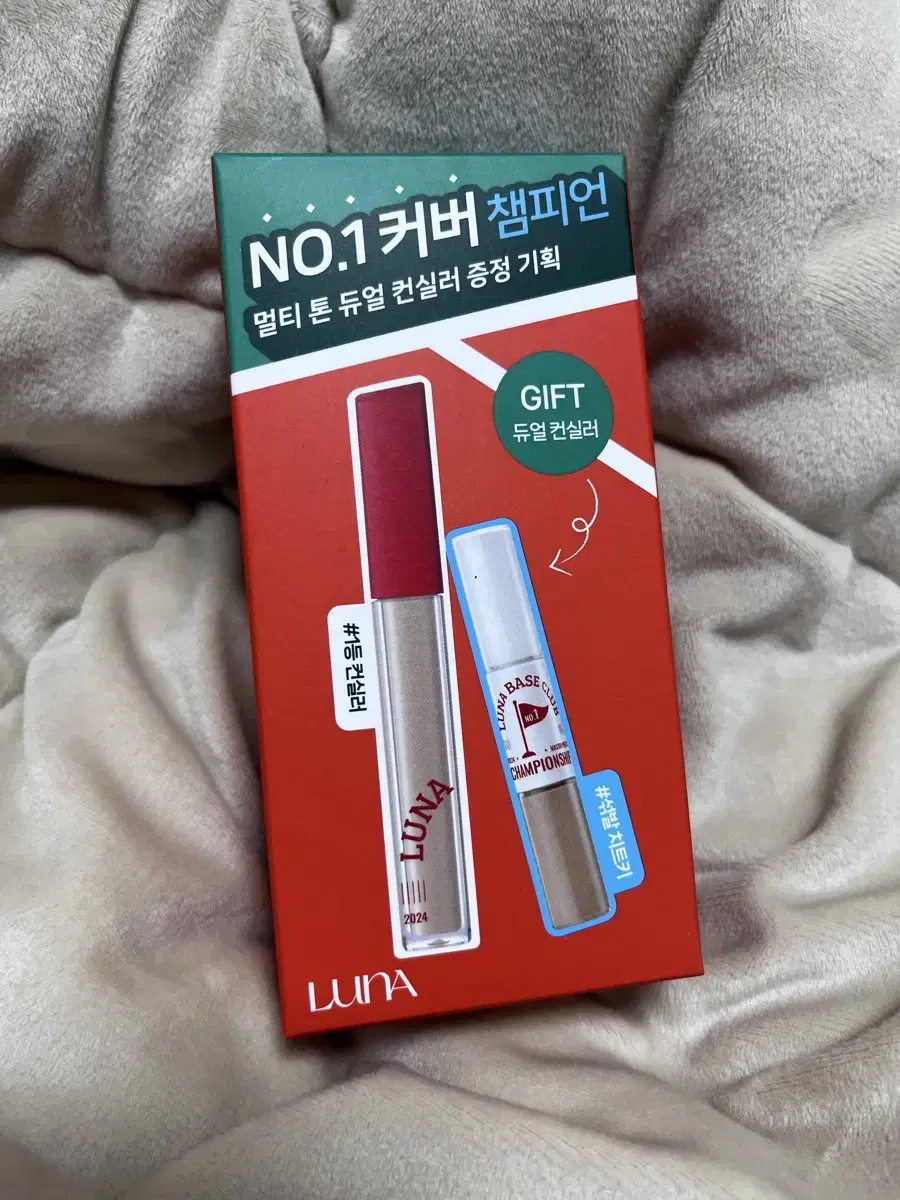 NO.1 커버 챔피언
멀티 톤 듀얼 컨실러 증정 기획
GIFT
듀얼 컨실러
#1등 컨실러
LUNA BASE CLUB
NO.1
CHAMPIONSHIP
#섞발 치트키
LUNA
2024
LUNA